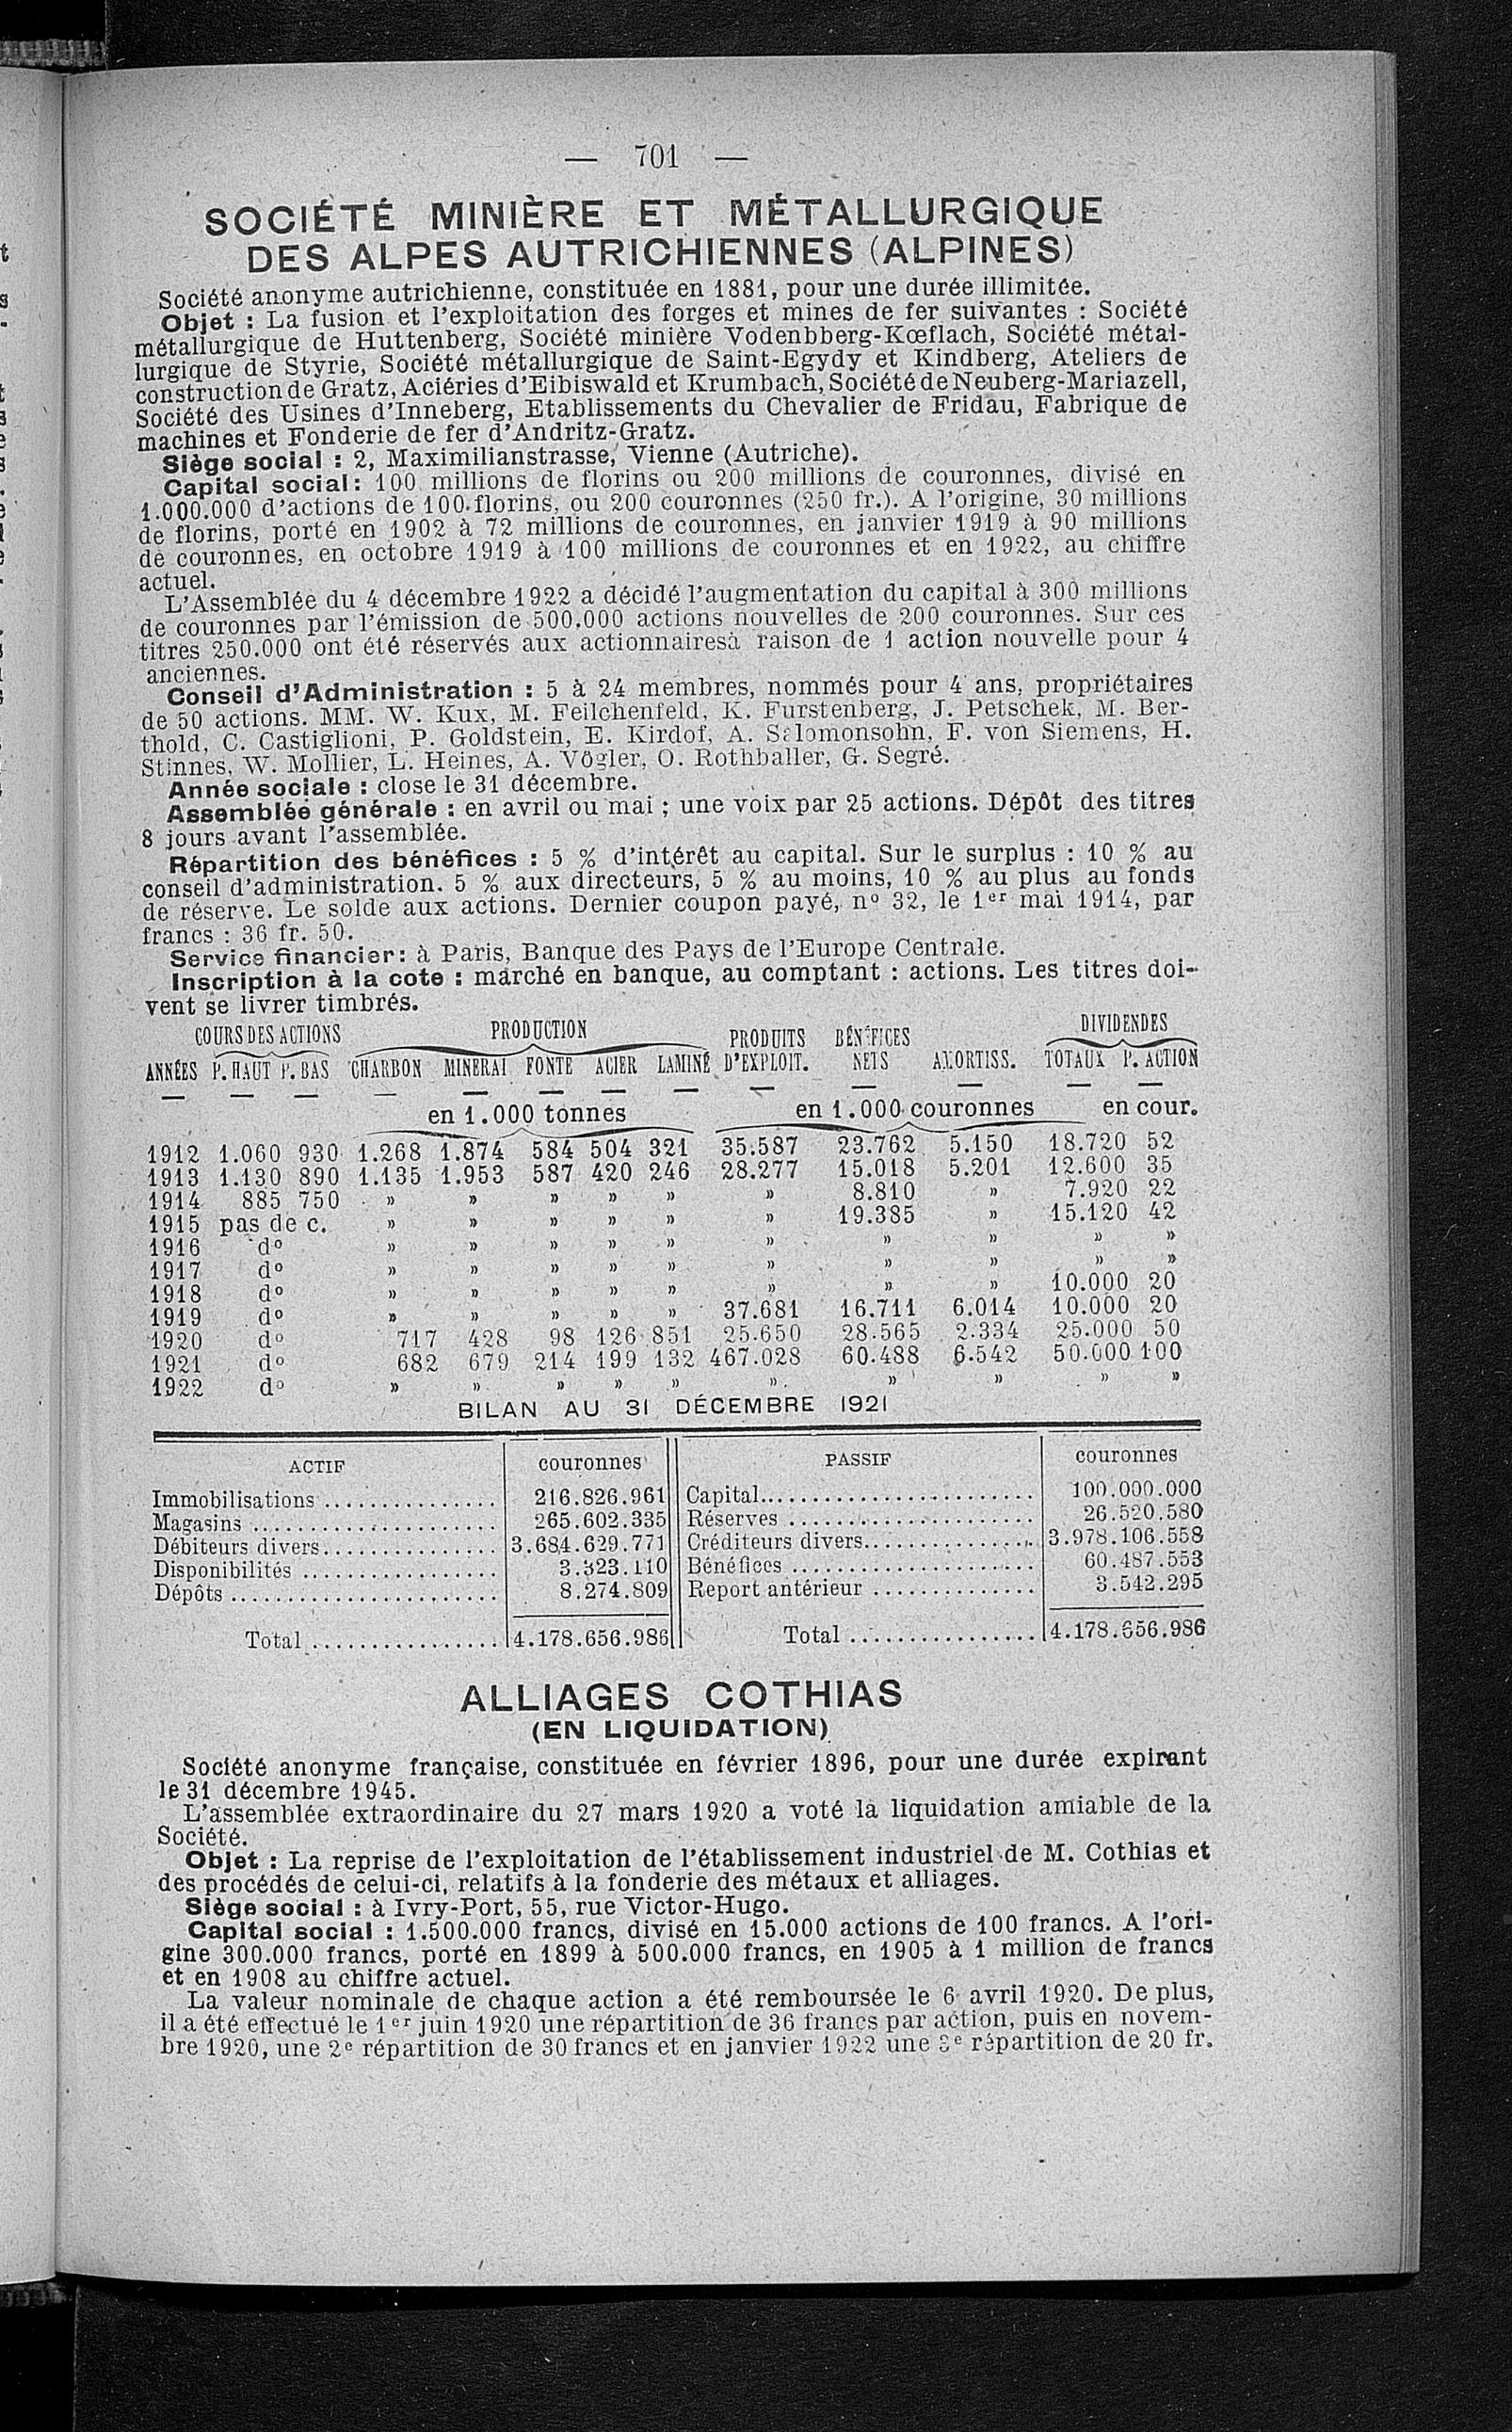 — 701 —
SOCIÉTÉ MINIÈRE ET MÉTALLURGIQUE
DES ALPES AUTRICHIENNES (ALPINES)
Société anonyme autrichienne, constituée en 1881, pour une durée illimitée.
Objet : La fusion et l'exploitation des forges et mines de fer suivantes : Société
métallurgique de Huttenberg, Société minière Vodenbberg-Kœflach, Société métal-
lurgique de Styrie, Société métallurgique de Saint-Egydy et Kindberg, Ateliers de
construction de Gratz, Aciéries d'Eibiswald et Krumbach, Société de Neuberg-Mariazell,
Société des Usines d'Inneberg, Etablissements du Chevalier de Fridau, Fabrique de
machines et Fonderie de fer d'Andritz-Gratz.
Siège social : 2, Maximilianstrasse, Vienne (Autriche).
Capital social : 100 millions de florins ou 200 millions de couronnes, divisé en
1.000.000 d'actions de 100 florins, ou 200 couronnes (250 fr.). A l'origine, 30 millions
de florins, porté en 1902 à 72 millions de couronnes, en janvier 1919 à 90 millions
de couronnes, en octobre 1919 à 100 millions de couronnes et en 1922, au chiffre
actuel.
L'Assemblée du 4 décembre 1922 a décidé l'augmentation du capital à 300 millions
de couronnes par l'émission de 500.000 actions nouvelles de 200 couronnes. Sur ces
titres 250.000 ont été réservés aux actionnairesà raison de 1 action nouvelle pour 4
anciennes.
Conseil d'Administration : 5 à 24 membres, nommés pour 4 ans, propriétaires
de 50 actions. MM. W. Kux, M. Feilchenfeld, K. Furstenberg, J. Petschek, M. Ber-
thold, C. Castiglioni, P. Goldstein, E. Kirdof, A. Salomonsohn, F. von Siemens, H.
Stinnes, W. Mollier, L. Heines, A. Vögler, O. Rothballer, G. Segré.
Année sociale : close le 31 décembre.
Assemblée générale : en avril ou mai ; une voix par 25 actions. Dépôt des titres
8 jours avant l'assemblée.
Répartition des bénéfices : 5 % d'intérêt au capital. Sur le surplus : 10 % au
conseil d'administration. 5 % aux directeurs, 5 % au moins, 10 % au plus au fonds
de réserve. Le solde aux actions. Dernier coupon payé, nº 32, le 1er mai 1914, par
francs : 36 fr. 50.
Service financier : à Paris, Banque des Pays de l'Europe Centrale.
Inscription à la cote : marché en banque, au comptant : actions. Les titres doi-
vent se livrer timbrés.
COURS DES ACTIONS PRODUCTION PRODUITS BÉNÉFICES DIVIDENDES
ANNÉES P. HAUT P. BAS CHARBON MINERAI FONTE ACIER LAMINÉ D'EXPLOIT. NETS AMORTISS. TOTAUX P. ACTION
— — — — — — — — — — — — —
en 1.000 tonnes en 1.000 couronnes en cour.
1912 1.060 930 1.268 1.874 584 504 321 35.587 23.762 5.150 18.720 52
1913 1.130 890 1.135 1.953 587 420 246 28.277 15.018 5.201 12.600 35
1914 885 750 » » » » » » 8.810 » 7.920 22
1915 pas de c. » » » » » » 19.385 » 15.120 42
1916 dº » » » » » » » » » »
1917 dº » » » » » » » » » »
1918 dº » » » » » » » » 10.000 20
1919 dº » » » » » 37.681 16.711 6.014 10.000 20
1920 dº 717 428 98 126 851 25.650 28.565 2.334 25.000 50
1921 dº 682 679 214 199 132 467.028 60.488 6.542 50.000 100
1922 dº » » » » » » » » » »
BILAN AU 31 DÉCEMBRE 1921
ACTIF couronnes PASSIF couronnes
Immobilisations ............... 216.826.961 Capital........................ 100.000.000
Magasins ..................... 265.602.335 Réserves ..................... 26.520.580
Débiteurs divers............... 3.684.629.771 Créditeurs divers............... 3.978.106.558
Disponibilités ................. 3.323.110 Bénéfices ..................... 60.487.553
Dépôts ....................... 8.274.809 Report antérieur .............. 3.542.295
Total ................ 4.178.656.986 Total ................ 4.178.656.986
ALLIAGES COTHIAS
(EN LIQUIDATION)
Société anonyme française, constituée en février 1896, pour une durée expirant
le 31 décembre 1945.
L'assemblée extraordinaire du 27 mars 1920 a voté la liquidation amiable de la
Société.
Objet : La reprise de l'exploitation de l'établissement industriel de M. Cothias et
des procédés de celui-ci, relatifs à la fonderie des métaux et alliages.
Siège social : à Ivry-Port, 55, rue Victor-Hugo.
Capital social : 1.500.000 francs, divisé en 15.000 actions de 100 francs. A l'ori-
gine 300.000 francs, porté en 1899 à 500.000 francs, en 1905 à 1 million de francs
et en 1908 au chiffre actuel.
La valeur nominale de chaque action a été remboursée le 6 avril 1920. De plus,
il a été effectué le 1er juin 1920 une répartition de 36 francs par action, puis en novem-
bre 1920, une 2e répartition de 30 francs et en janvier 1922 une 3e répartition de 20 fr.